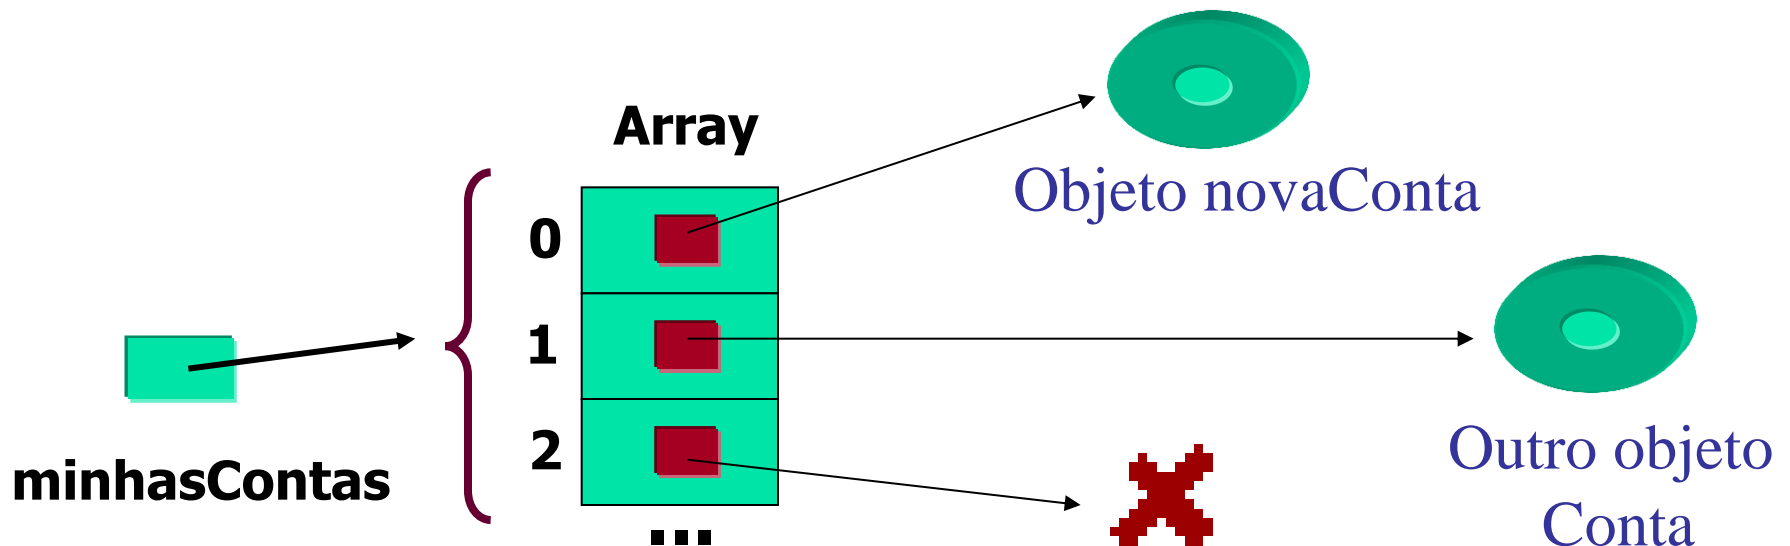 Array
Objeto novaConta
0
1
2
minhasContas
...
Outro objeto
Conta